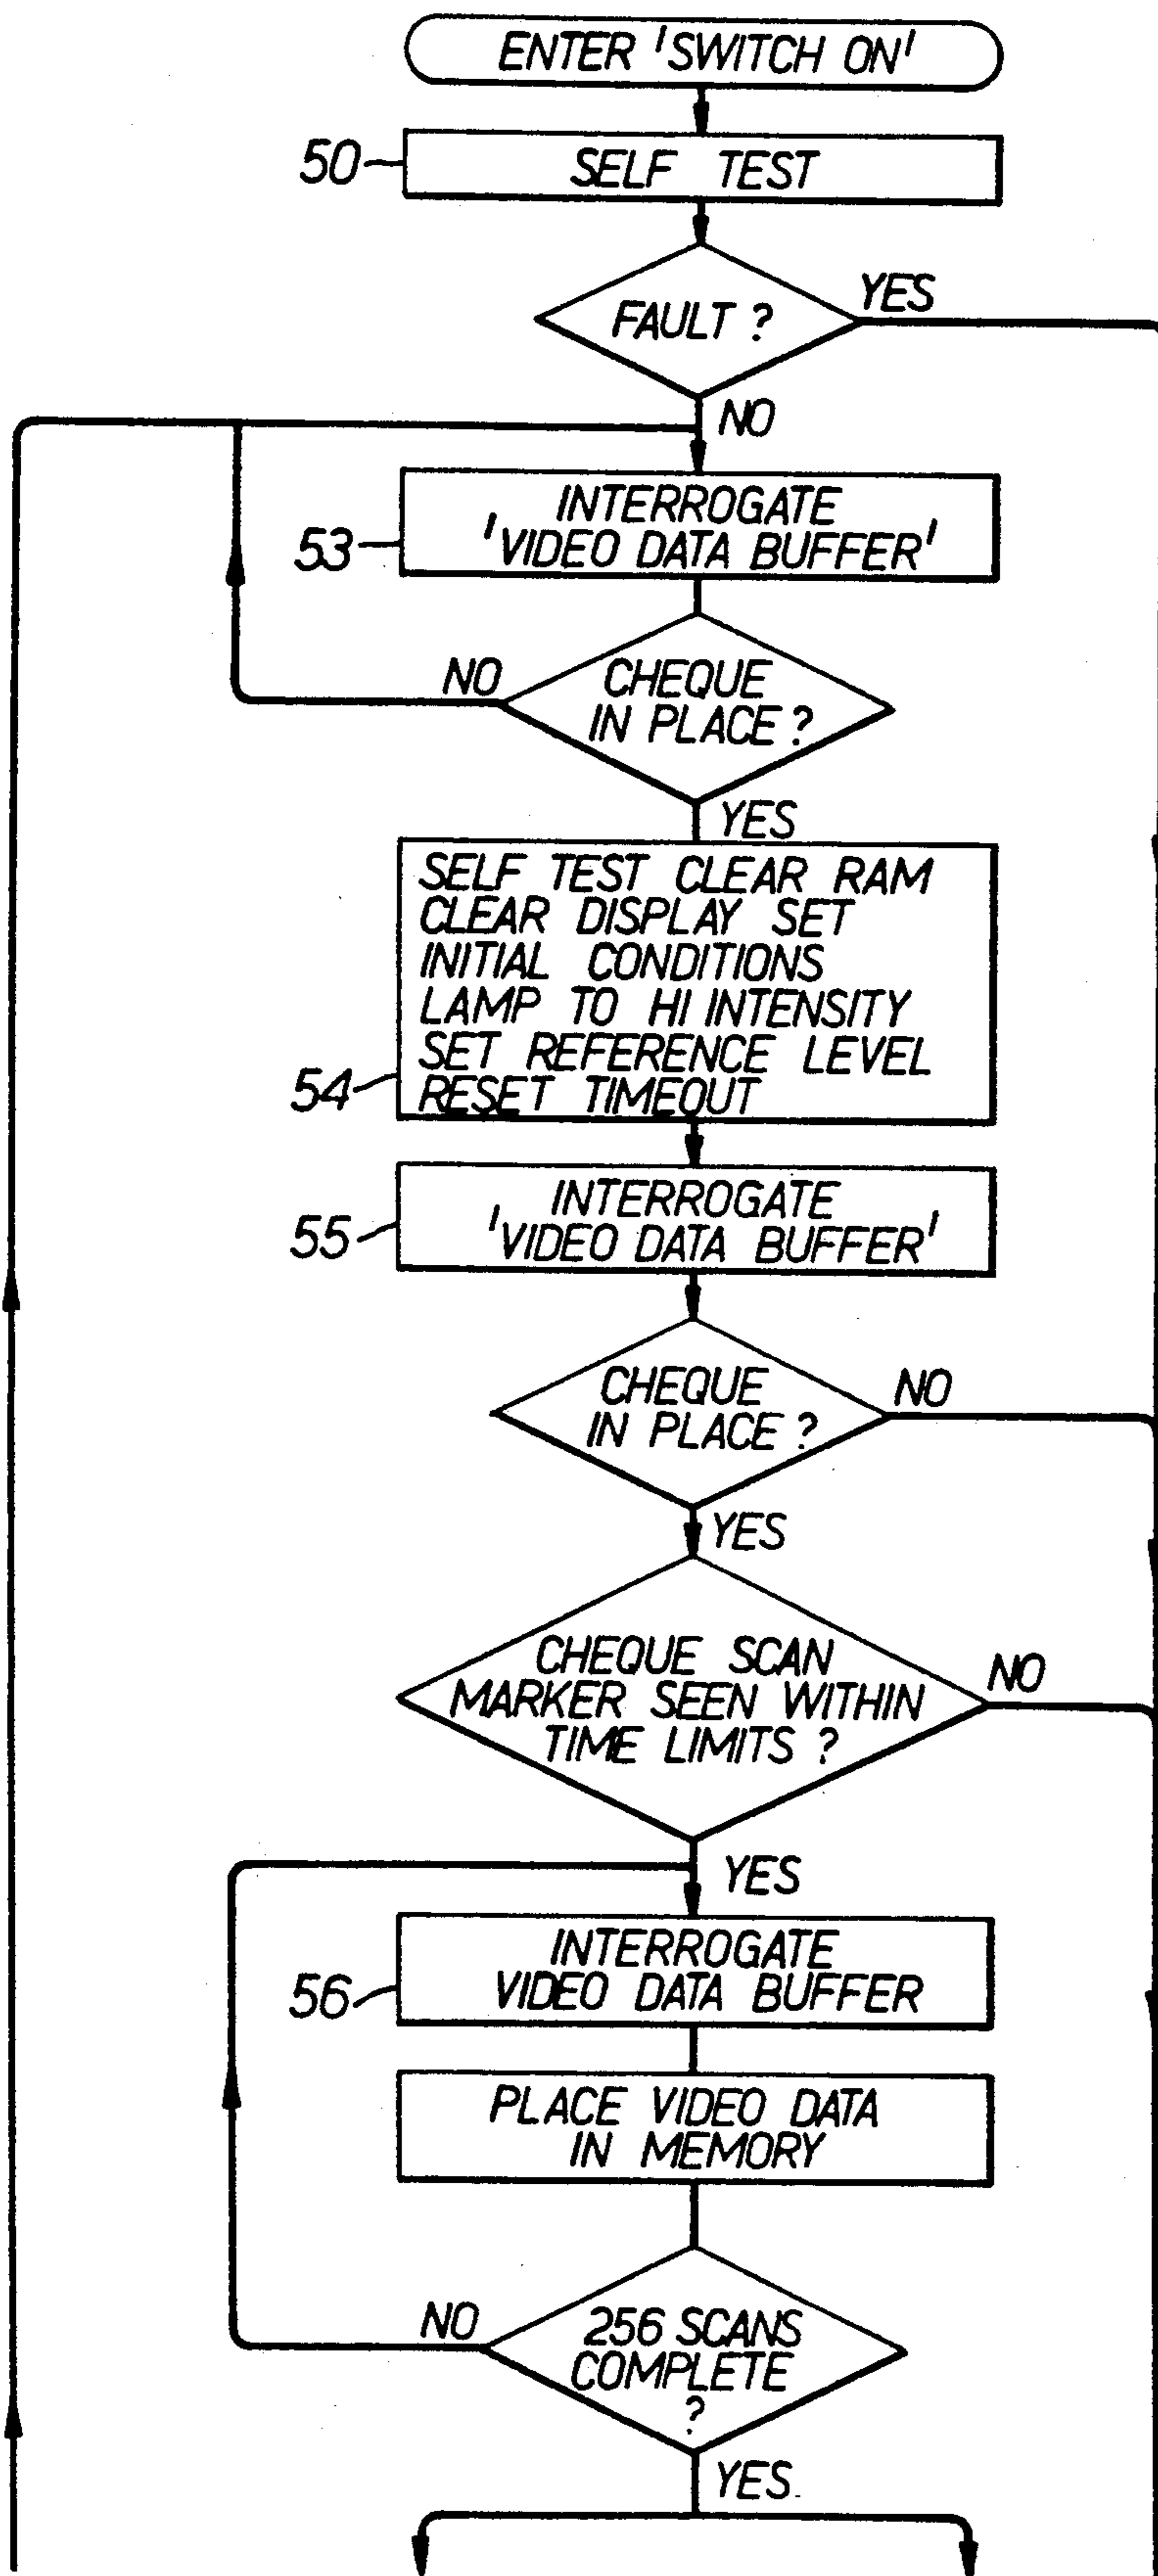 ENTER 'SWITCH ON'
50
SELF TEST
FAULT ?
YES
NO
INTERROGATE
'VIDEO DATA BUFFER'
53
NO
CHEQUE
IN PLACE ?
YES
SELF TEST CLEAR RAM
CLEAR DISPLAY SET
INITIAL CONDITIONS
LAMP TO HI INTENSITY
SET REFERENCE LEVEL
RESET TIMEOUT
54
INTERROGATE
'VIDEO DATA BUFFER'
55
CHEQUE
IN PLACE ?
NO
YES
CHEQUE SCAN
MARKER SEEN WITHIN
TIME LIMITS ?
NO
YES
INTERROGATE
VIDEO DATA BUFFER
56
PLACE VIDEO DATA
IN MEMORY
NO
256 SCANS
COMPLETE
?
YES